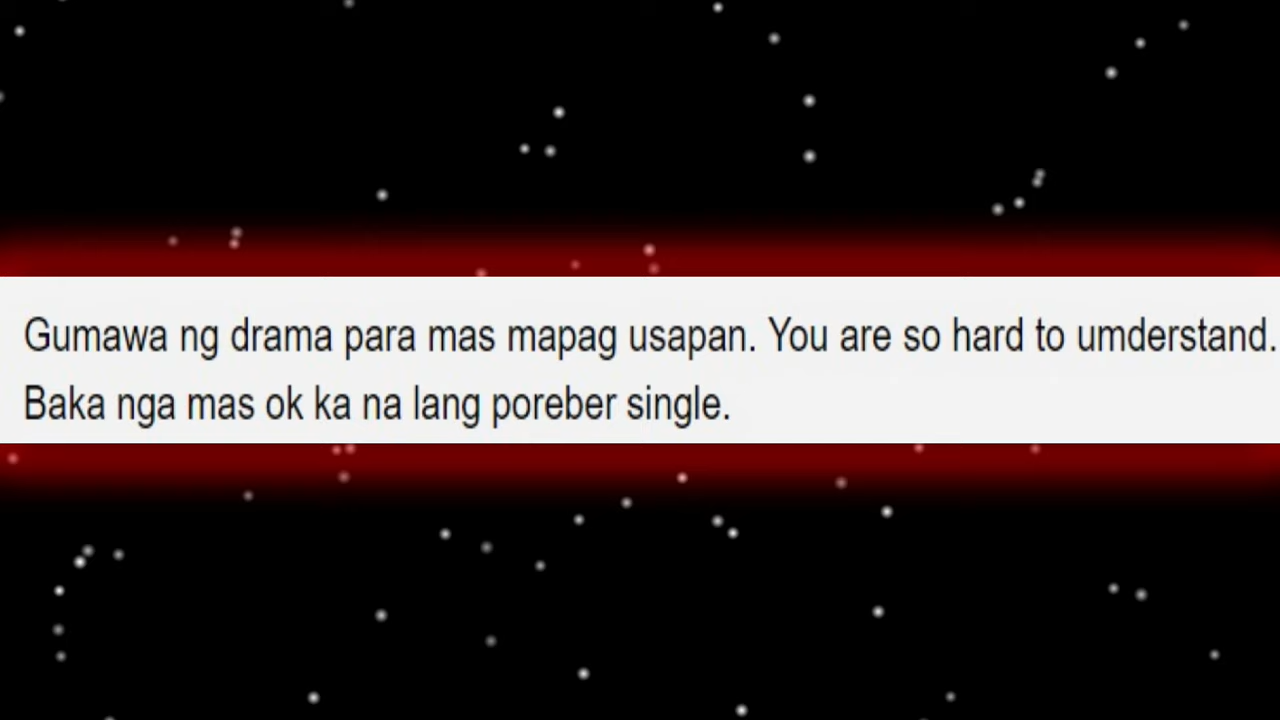 Gumawa ng drama para mas mapag usapan. You are so hard to umderstand.
Baka nga mas ok ka na lang poreber single.